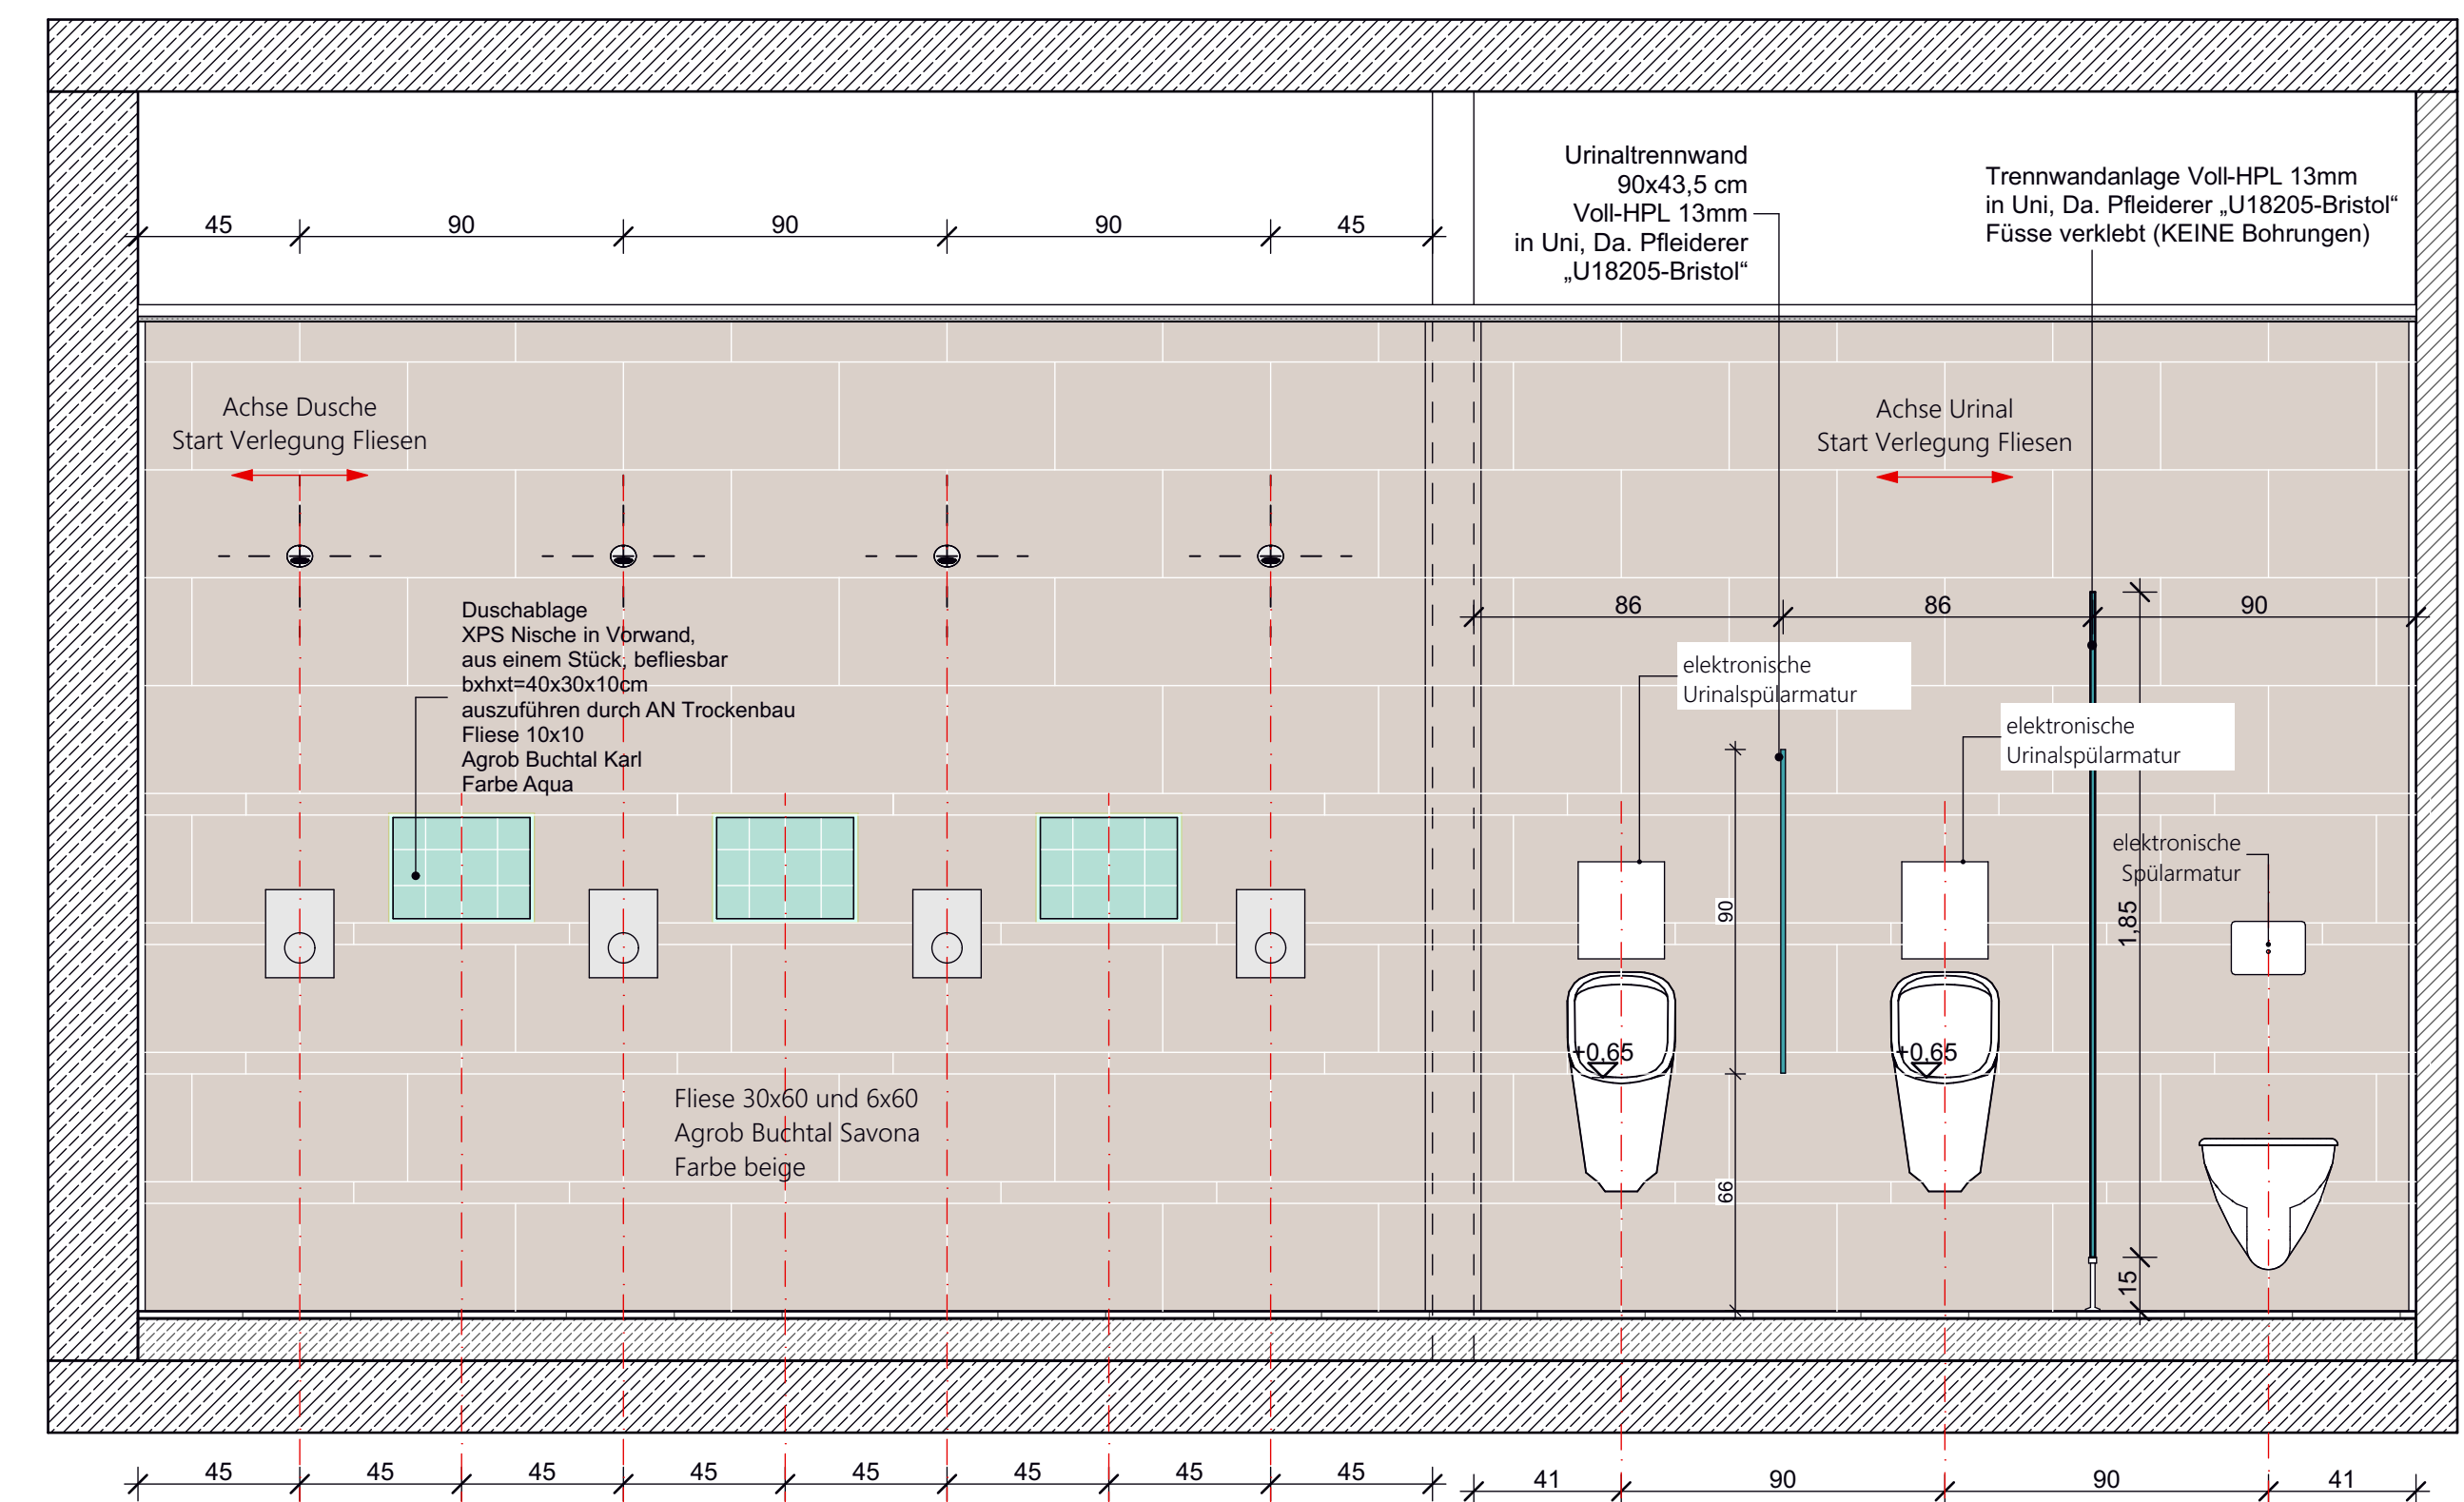 Urinaltrennwand
90x43,5 cm
Voll-HPL 13mm
in Uni, Da. Pfleiderer
„U18205-Bristol“
Trennwandanlage Voll-HPL 13mm
in Uni, Da. Pfleiderer „U18205-Bristol“
Füsse verklebt (KEINE Bohrungen)
45 90 90 90 45
Achse Dusche
Start Verlegung Fliesen
Achse Urinal
Start Verlegung Fliesen
Duschablage
XPS Nische in Vorwand,
aus einem Stück, befliesbar
bxhxt=40x30x10cm
auszuführen durch AN Trockenbau
Fliese 10x10
Agrob Buchtal Karl
Farbe Aqua
86 86 90
elektronische
Urinalspülarmatur
elektronische
Urinalspülarmatur
elektronische
Spülarmatur
90
1,85
+0,65
+0,65
Fliese 30x60 und 6x60
Agrob Buchtal Savona
Farbe beige
66
15
45 45 45 45 45 45 45 45
41 90 90 41